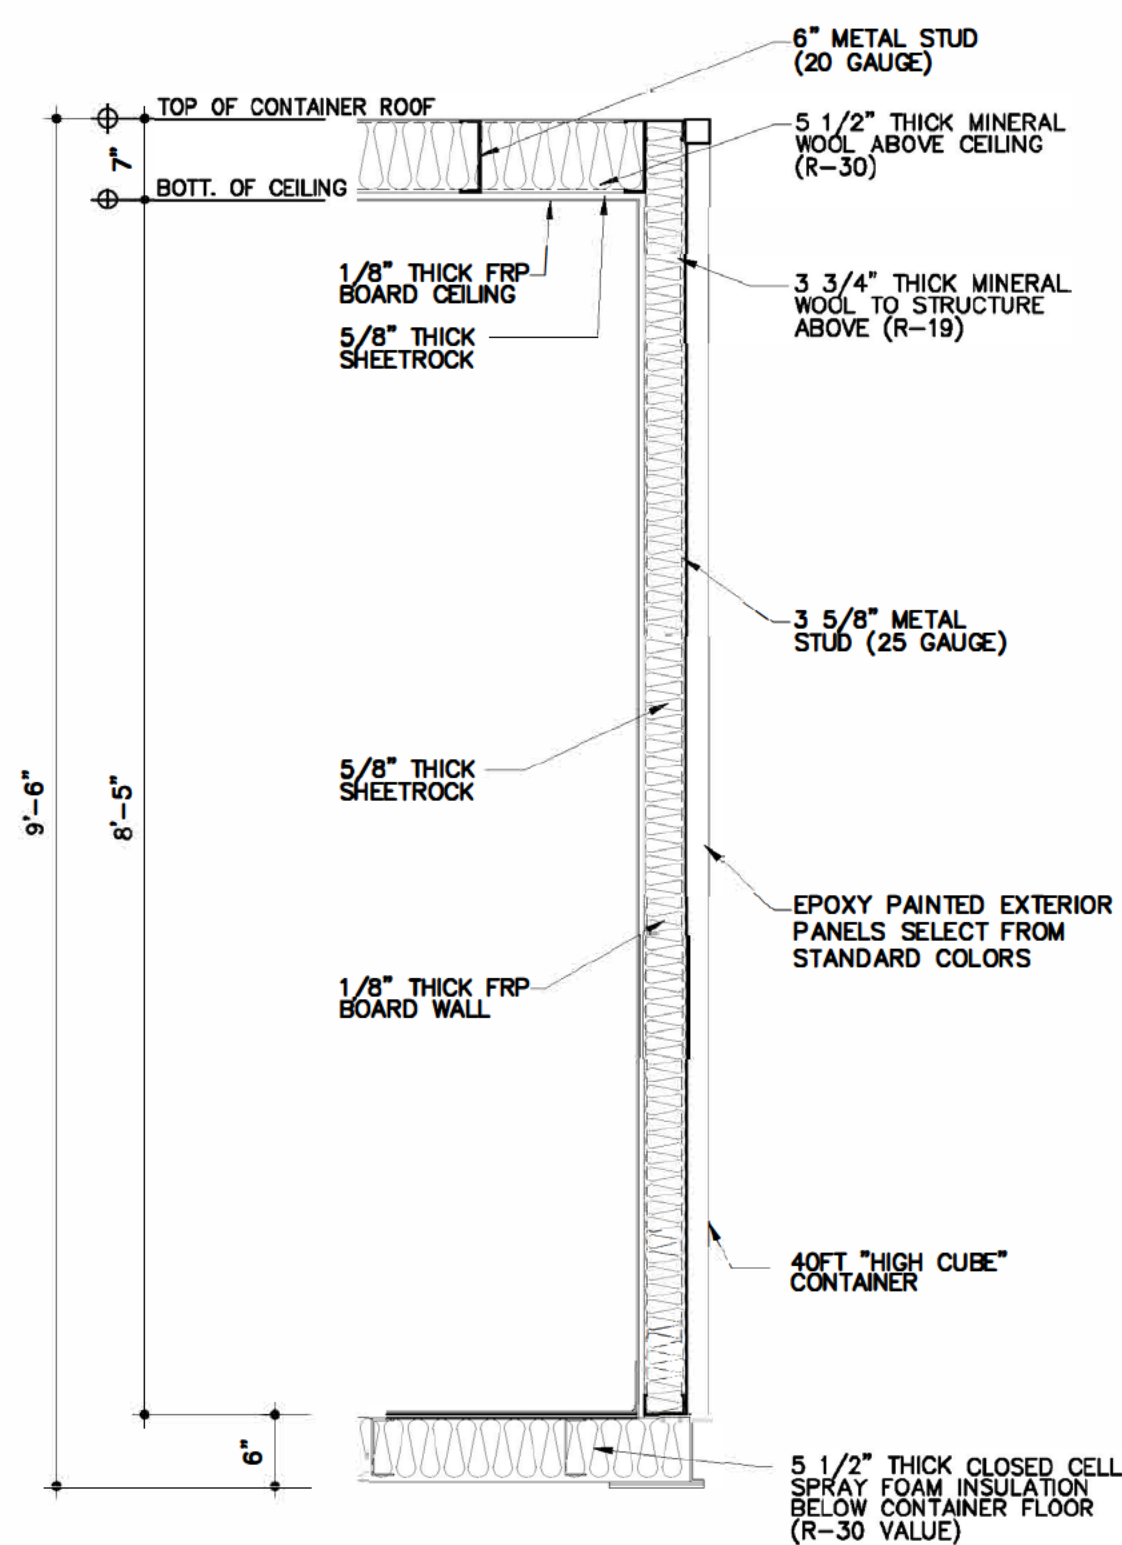 6" METAL STUD
(20 GAUGE)
TOP OF CONTAINER ROOF
5 1/2" THICK MINERAL
WOOL ABOVE CEILING
(R-30)
7"
BOTT. OF CEILING
1/8" THICK FRP
BOARD CEILING
3 3/4" THICK MINERAL
WOOL TO STRUCTURE
ABOVE (R-19)
5/8" THICK
SHEETROCK
3 5/8" METAL
STUD (25 GAUGE)
5/8" THICK
SHEETROCK
9'-6"
8'-5"
EPOXY PAINTED EXTERIOR
PANELS SELECT FROM
STANDARD COLORS
1/8" THICK FRP
BOARD WALL
40FT "HIGH CUBE"
CONTAINER
6"
5 1/2" THICK CLOSED CELL
SPRAY FOAM INSULATION
BELOW CONTAINER FLOOR
(R-30 VALUE)